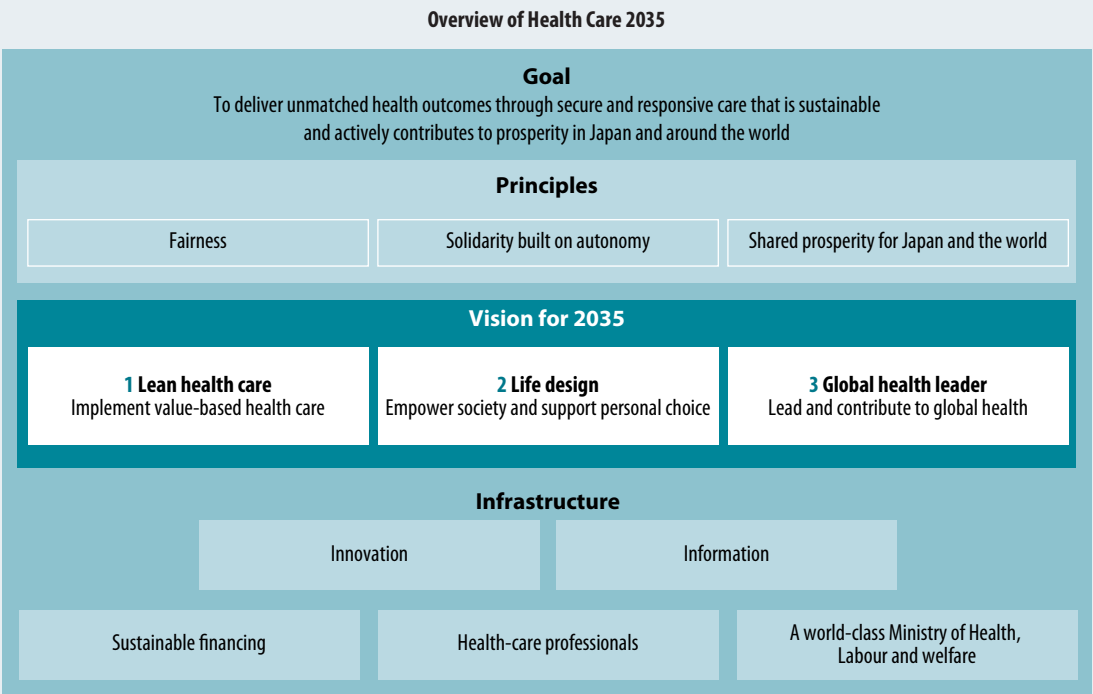 Overview of Health Care 2035
Goal
To deliver unmatched health outcomes through secure and responsive care that is sustainable
and actively contributes to prosperity in Japan and around the world
Principles
Fairness
Solidarity built on autonomy
Shared prosperity for Japan and the world
Vision for 2035
1 Lean health care
Implement value-based health care
2 Life design
Empower society and support personal choice
3 Global health leader
Lead and contribute to global health
Infrastructure
Innovation
Information
Sustainable financing
Health-care professionals
A world-class Ministry of Health,
Labour and welfare